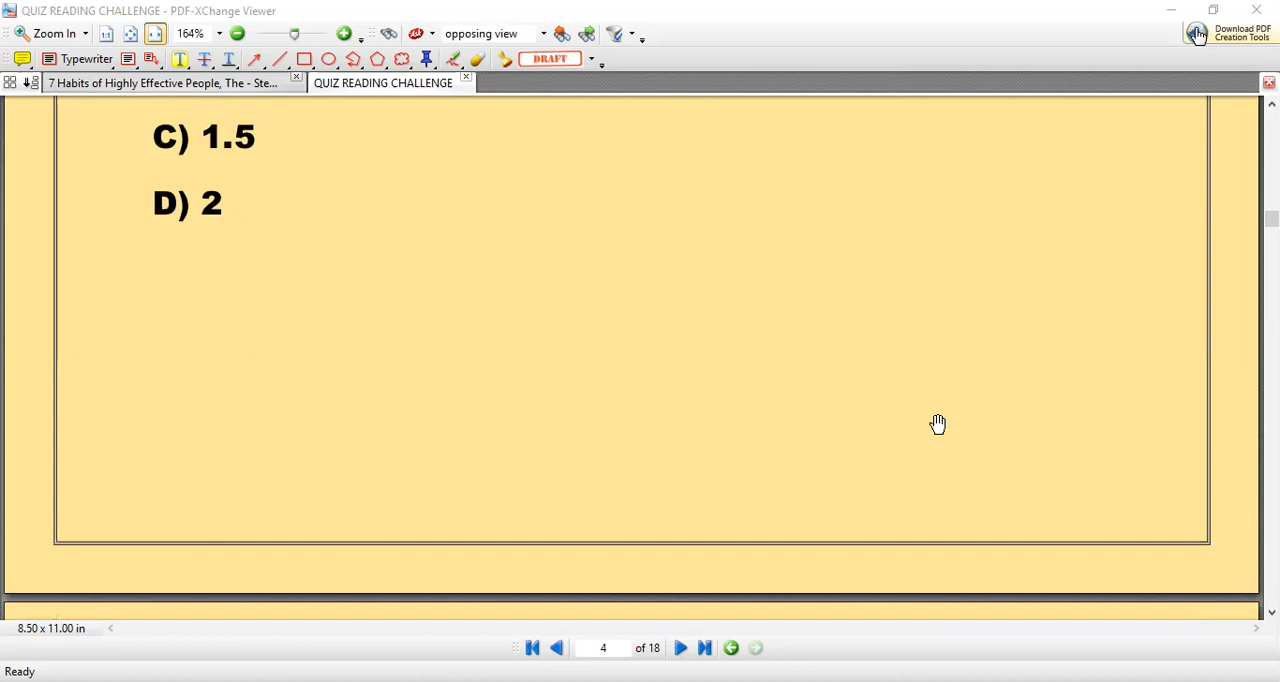 QUIZ READING CHALLENGE - PDF-XChange Viewer
Zoom In
164%
opposing view
Download PDF
Creation Tools
Typewriter
DRAFT
7 Habits of Highly Effective People, The - Ste...
QUIZ READING CHALLENGE
C) 1.5
D) 2
8.50 x 11.00 in
4
of 18
Ready